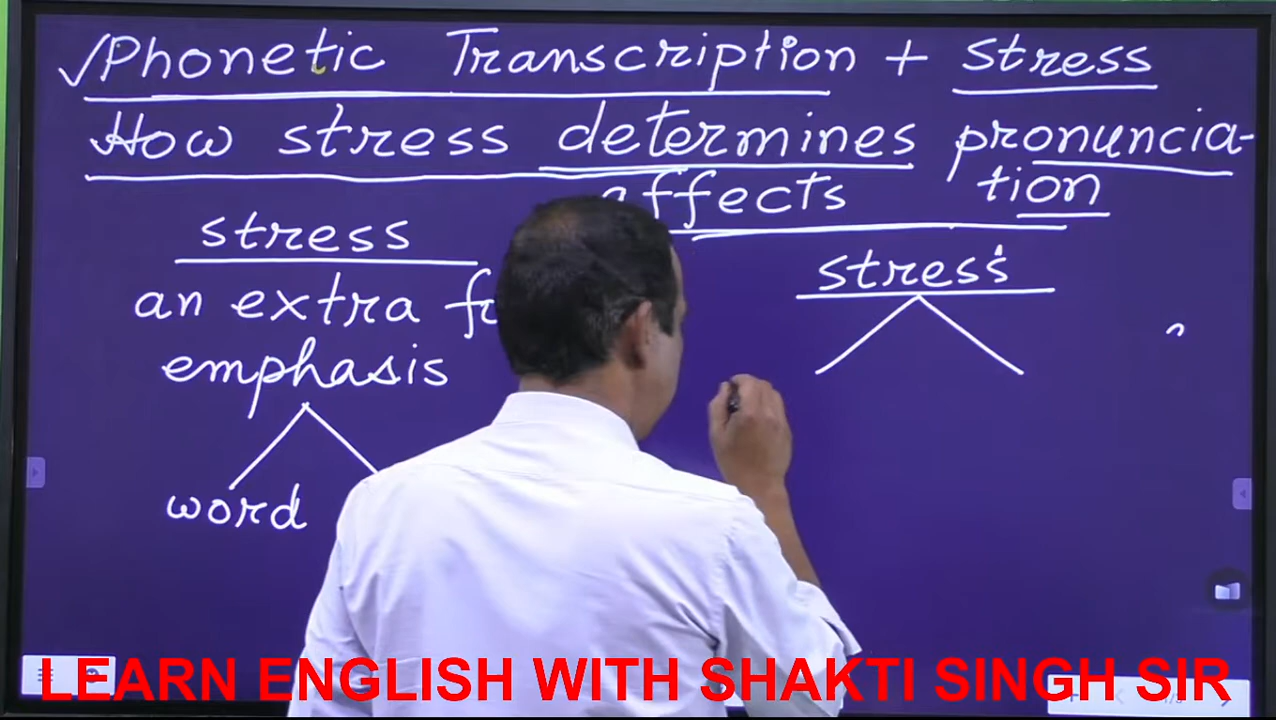 ✓Phonetic Transcription + stress
How stress determines pronuncia-
affects tion
stress
an extra
emphasis
word
stress
LEARN ENGLISH WITH SHAKTI SINGH SIR